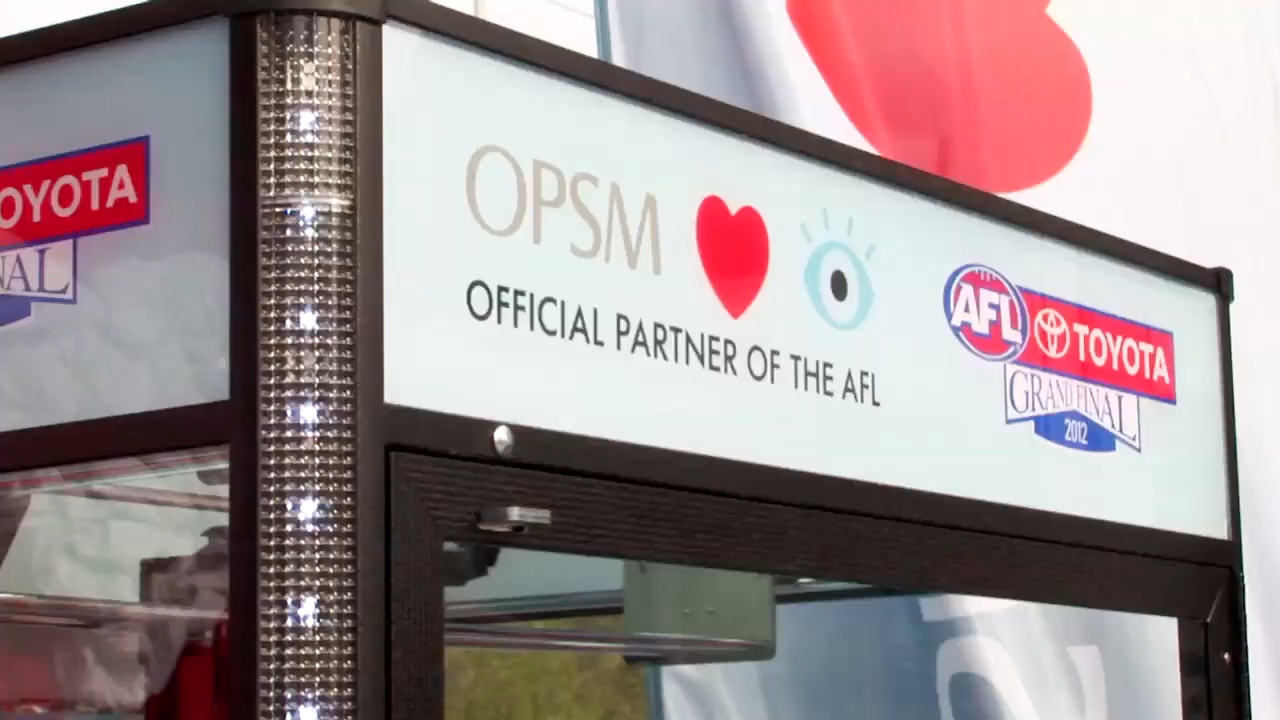 TOYOTA
NAL
OPSM
OFFICIAL PARTNER OF THE AFL
AFL TOYOTA
GRAND FINAL
2012